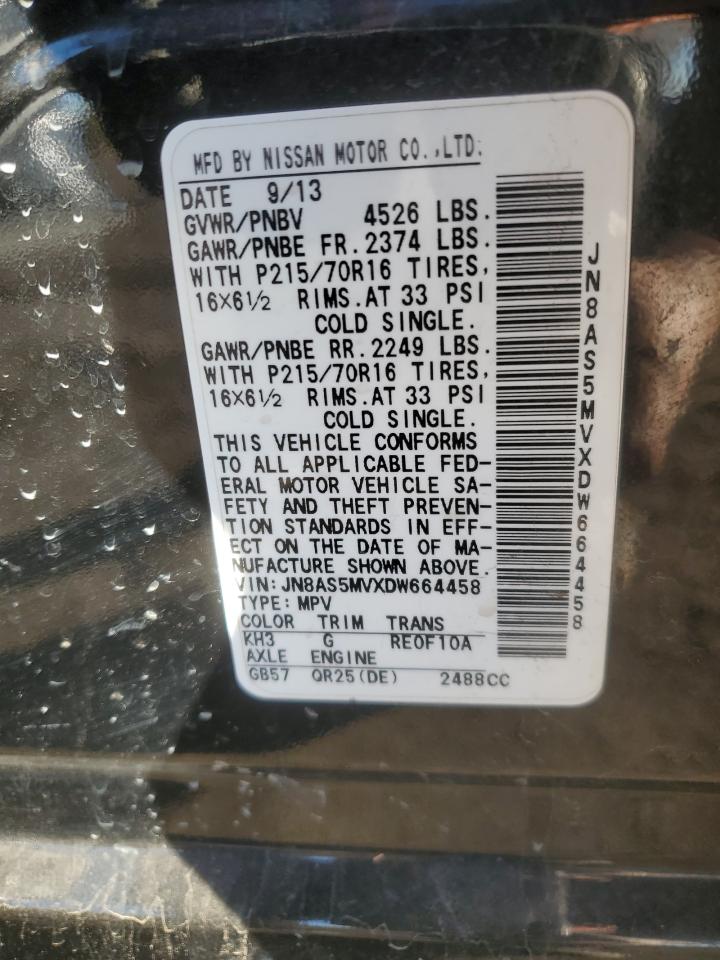 MFD BY NISSAN MOTOR CO.,LTD.
DATE 9/13
GVWR/PNBV 4526 LBS.
GAWR/PNBE FR. 2374 LBS.
WITH P215/70R16 TIRES,
16×6½ RIMS.AT 33 PSI
COLD SINGLE.
GAWR/PNBE RR. 2249 LBS.
WITH P215/70R16 TIRES,
16×6½ RIMS.AT 33 PSI
COLD SINGLE.
THIS VEHICLE CONFORMS
TO ALL APPLICABLE FED-
ERAL MOTOR VEHICLE SA-
FETY AND THEFT PREVEN-
TION STANDARDS IN EFF-
ECT ON THE DATE OF MA-
NUFACTURE SHOWN ABOVE.
VIN: JN8AS5MVXDW664458
TYPE: MPV
COLOR TRIM TRANS
KH3 G RE0F10A
AXLE ENGINE
GB57 QR25(DE) 2488CC
JN8AS5MVXDW664458